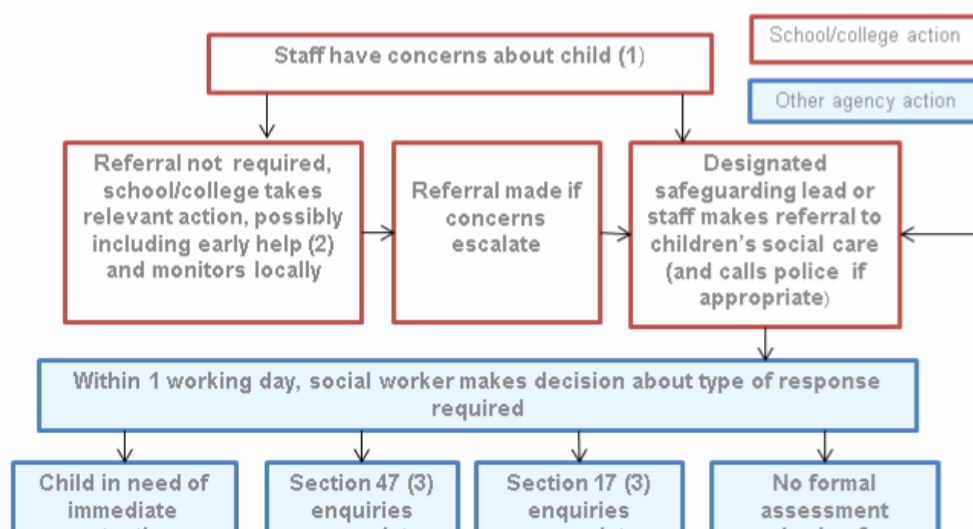 School/college action
Other agency action
Staff have concerns about child (1)
Referral not required,
school/college takes
relevant action, possibly
including early help (2)
and monitors locally
Referral made if
concerns
escalate
Designated
safeguarding lead or
staff makes referral to
children's social care
(and calls police if
appropriate)
Within 1 working day, social worker makes decision about type of response
required
Child in need of
immediate
Section 47 (3)
enquiries
Section 17 (3)
enquiries
No formal
assessment